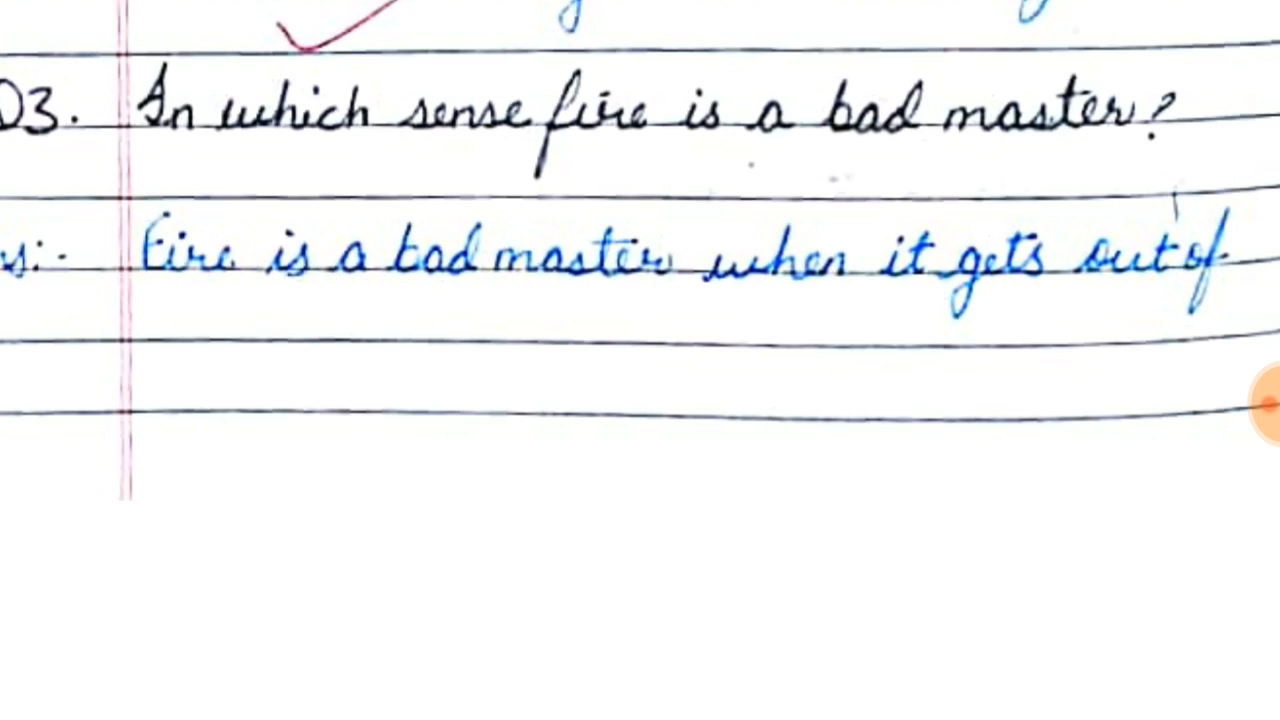 Q3. In which sense fire is a bad master?
Ans:- Fire is a bad master when it gets out of